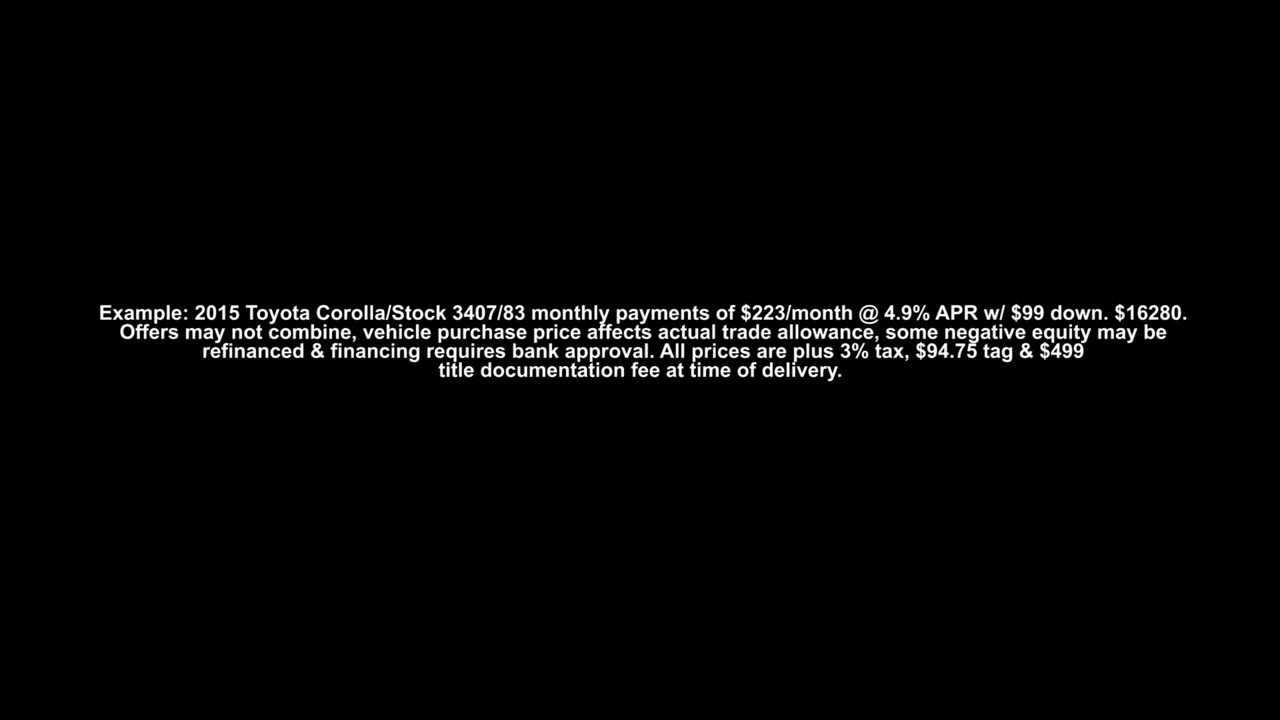 Example: 2015 Toyota Corolla/Stock 3407/83 monthly payments of $223/month @ 4.9% APR w/ $99 down. $16280.
Offers may not combine, vehicle purchase price affects actual trade allowance, some negative equity may be
refinanced & financing requires bank approval. All prices are plus 3% tax, $94.75 tag & $499
title documentation fee at time of delivery.